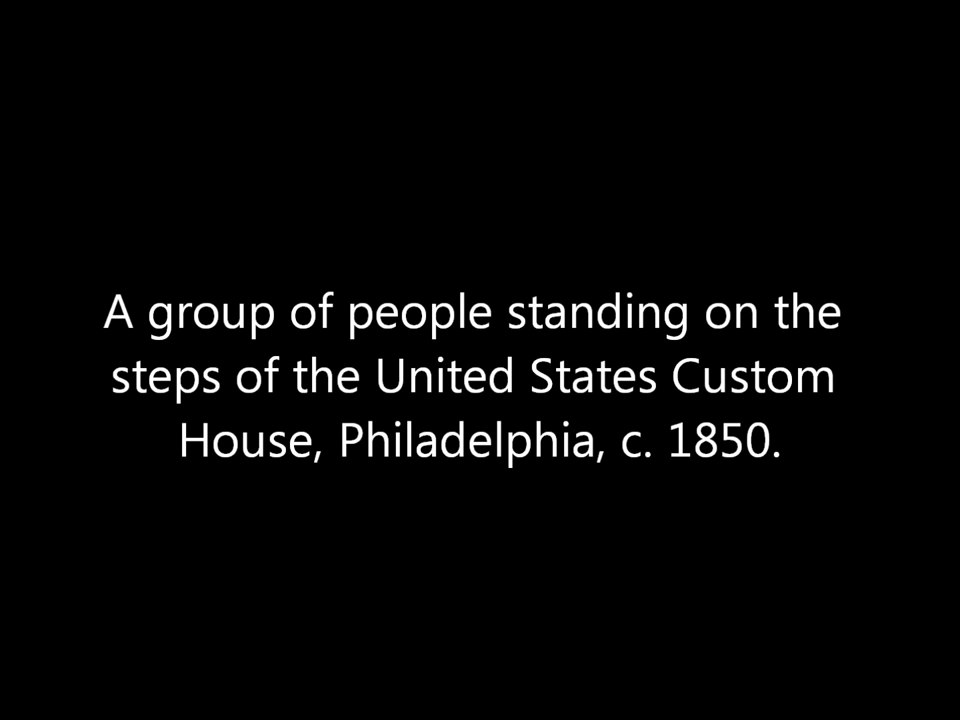 A group of people standing on the
steps of the United States Custom
House, Philadelphia, c. 1850.